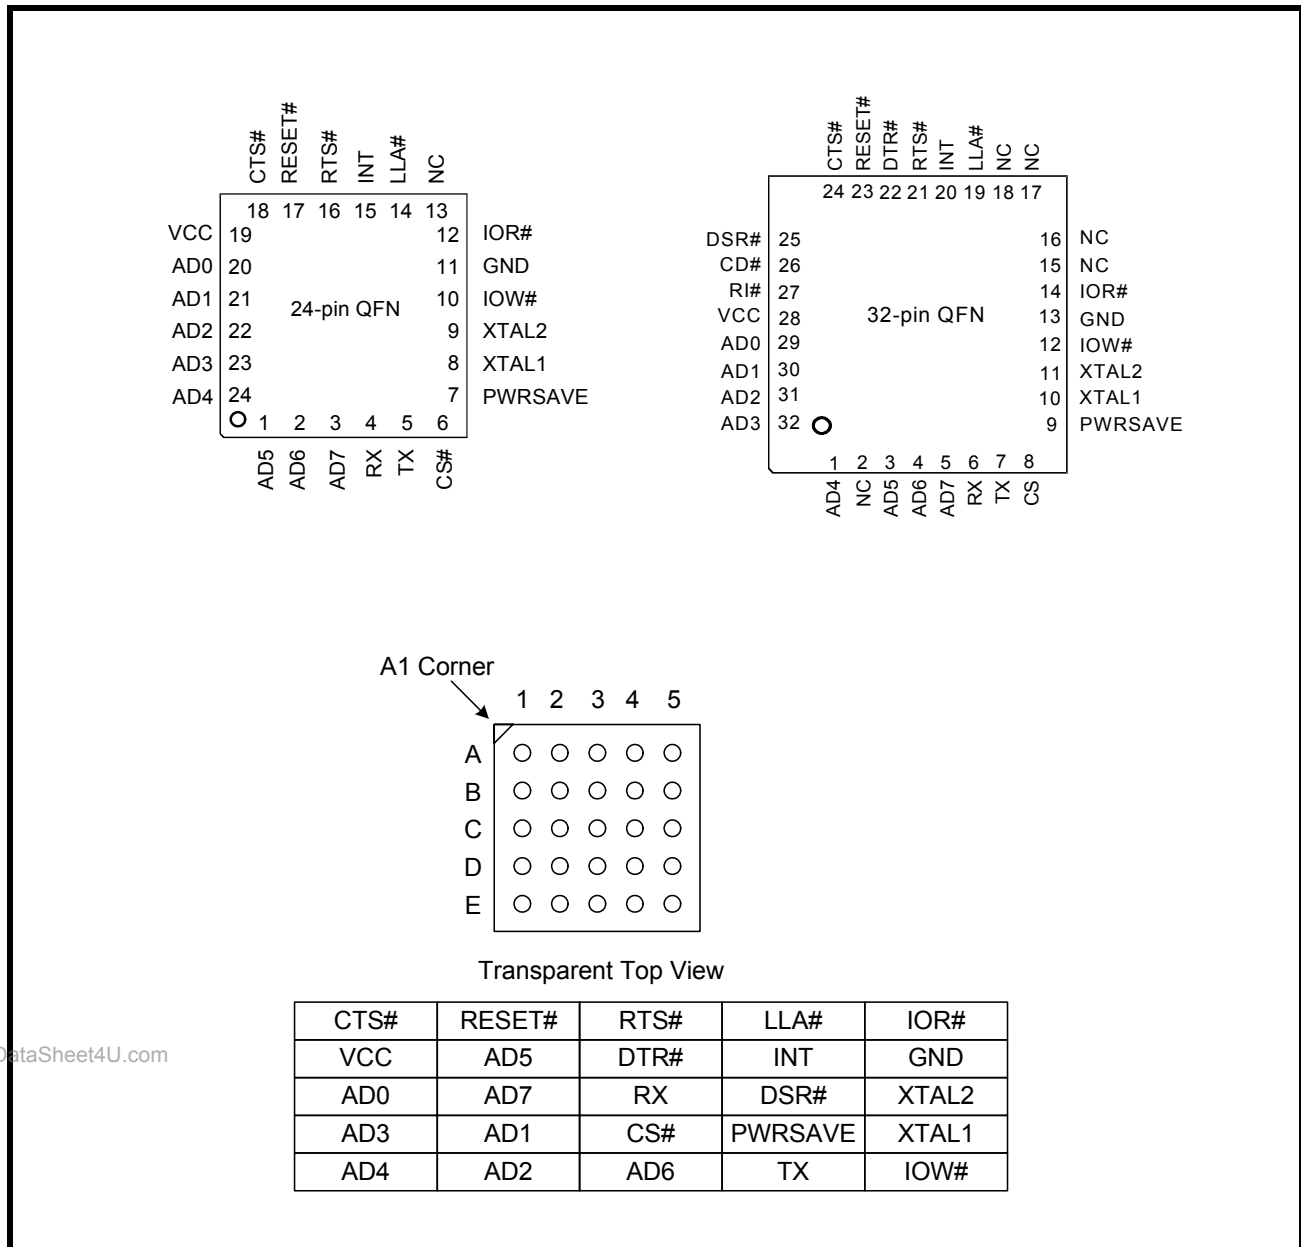 CTS# RESET# RTS# INT LLA# NC
18 17 16 15 14 13
VCC 19 12 IOR#
AD0 20 11 GND
AD1 21 24-pin QFN 10 IOW#
AD2 22 9 XTAL2
AD3 23 8 XTAL1
AD4 24 7 PWRSAVE
1 2 3 4 5 6
AD5 AD6 AD7 RX TX CS#
CTS# RESET# DTR# RTS# INT LLA# NC NC
24 23 22 21 20 19 18 17
DSR# 25 16 NC
CD# 26 15 NC
RI# 27 14 IOR#
VCC 28 32-pin QFN 13 GND
AD0 29 12 IOW#
AD1 30 11 XTAL2
AD2 31 10 XTAL1
AD3 32 9 PWRSAVE
1 2 3 4 5 6 7 8
AD4 NC AD5 AD6 AD7 RX TX CS
A1 Corner
1 2 3 4 5
A
B
C
D
E
Transparent Top View
CTS# RESET# RTS# LLA# IOR#
VCC AD5 DTR# INT GND
AD0 AD7 RX DSR# XTAL2
AD3 AD1 CS# PWRSAVE XTAL1
AD4 AD2 AD6 TX IOW#
DataSheet4U.com